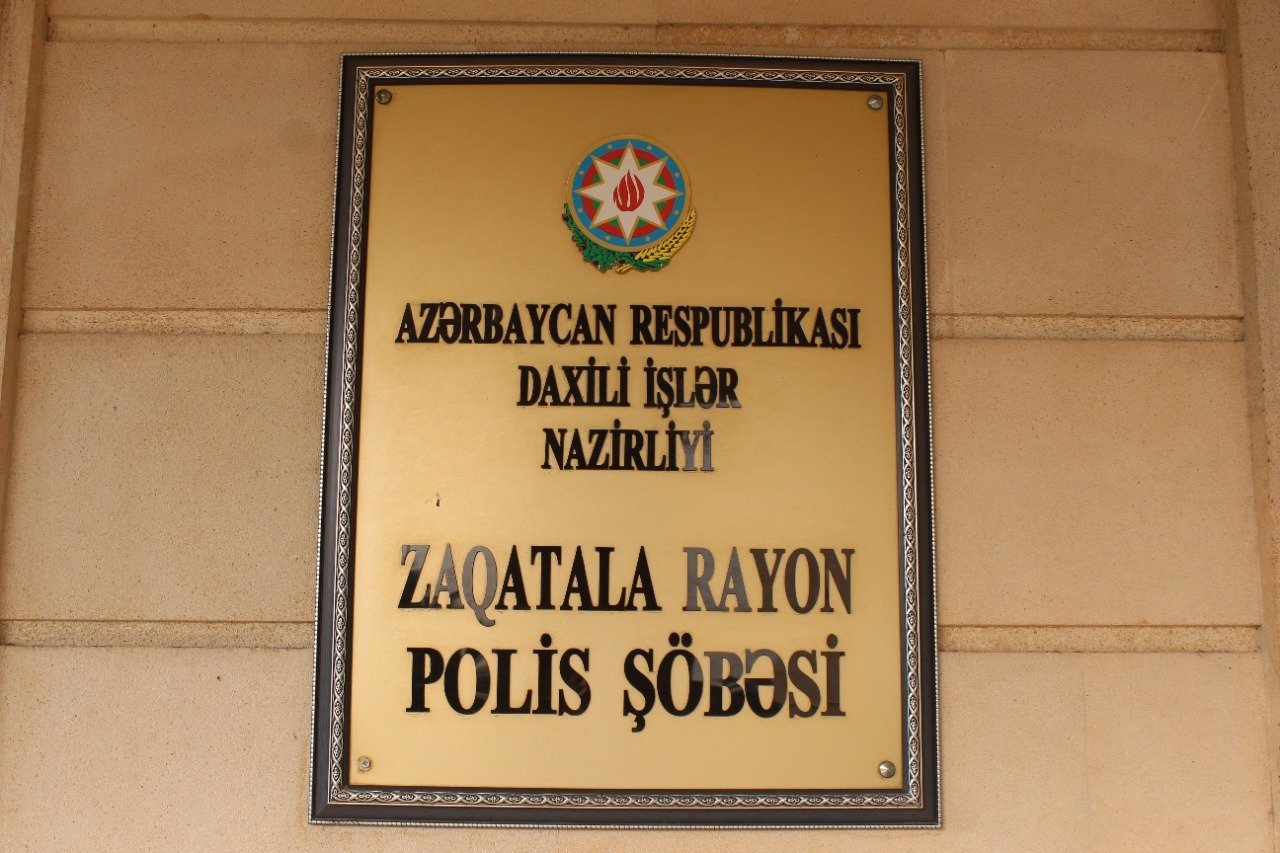 AZƏRBAYCAN RESPUBLİKASI
DAXİLİ İŞLƏR
NAZİRLİYİ
ZAQATALA RAYON
POLİS ŞÖBƏSİ